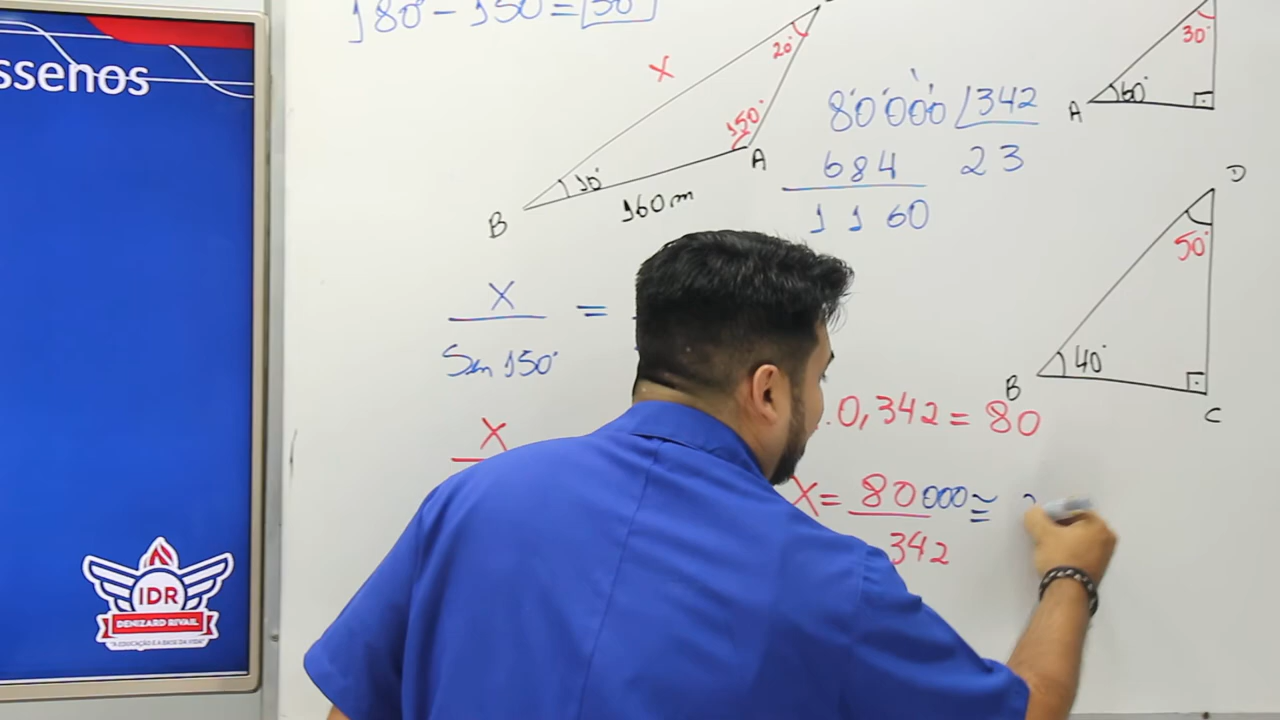 180° - 150 = 30°
ssenos
X
20°
150°
10°
A
160m
B
80000 342
684 23
1160
30°
60°
A
D
50°
40°
B
C
X =
Sen 150°
X
. 0,342 = 80
X = 80000 ≅
342
IDR
DENIZARD RIVAIL
"A EDUCAÇÃO É A BASE DA VIDA"